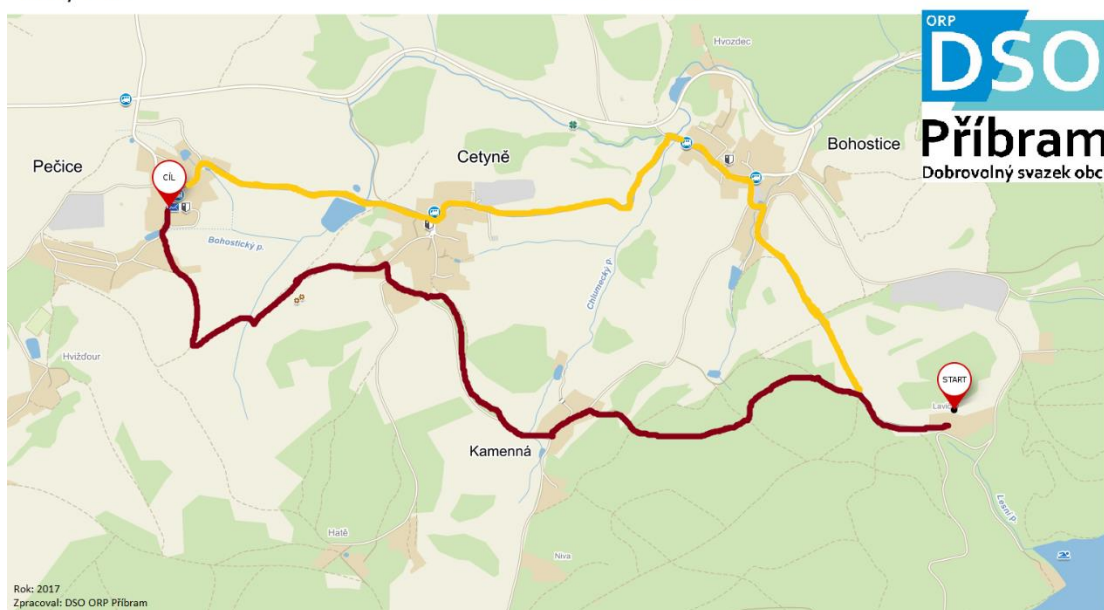 ORP
DSO
Příbram
Dobrovolný svazek obc
Hvozdec
Bohostice
Cetyně
Pečice
CÍL
Bohostický p.
Chlumecký p.
Hvižďour
START
Kamenná
Lesní p.
Hatě
Niva
Rok: 2017
Zpracoval: DSO ORP Příbram